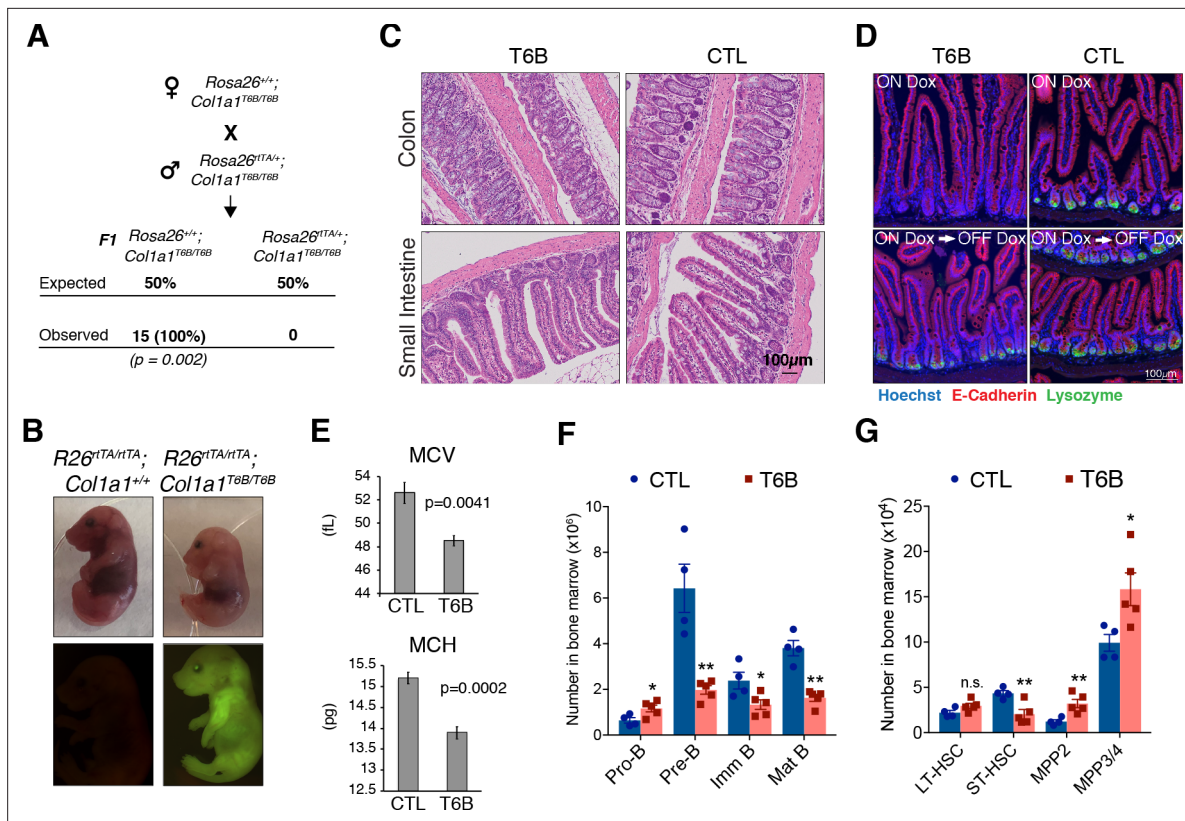 A
♀ Rosa26+/+;
Col1a1T6B/T6B
X
♂ Rosa26rtTA/+;
Col1a1T6B/T6B
F1 Rosa26+/+; Rosa26rtTA/+;
Col1a1T6B/T6B Col1a1T6B/T6B
Expected 50% 50%
Observed 15 (100%) 0
(p = 0.002)
B
R26rtTA/rtTA; R26rtTA/rtTA;
Col1a1+/+ Col1a1T6B/T6B
C
T6B CTL
Colon
Small Intestine
100µm
D
T6B CTL
ON Dox ON Dox
ON Dox → OFF Dox ON Dox → OFF Dox
100µm
Hoechst E-Cadherin Lysozyme
E
MCV
(fL)
54
52
50
48
46
44
p=0.0041
CTL T6B
MCH
(pg)
15.5
15
14.5
14
13.5
13
12.5
12
p=0.0002
CTL T6B
F
CTL T6B
Number in bone marrow (x10⁶)
10
8
6
4
2
0
* ** * **
Pro-B Pre-B Imm B Mat B
G
CTL T6B
Number in bone marrow (x10⁴)
25
20
15
10
5
0
n.s. ** ** *
LT-HSC ST-HSC MPP2 MPP3/4